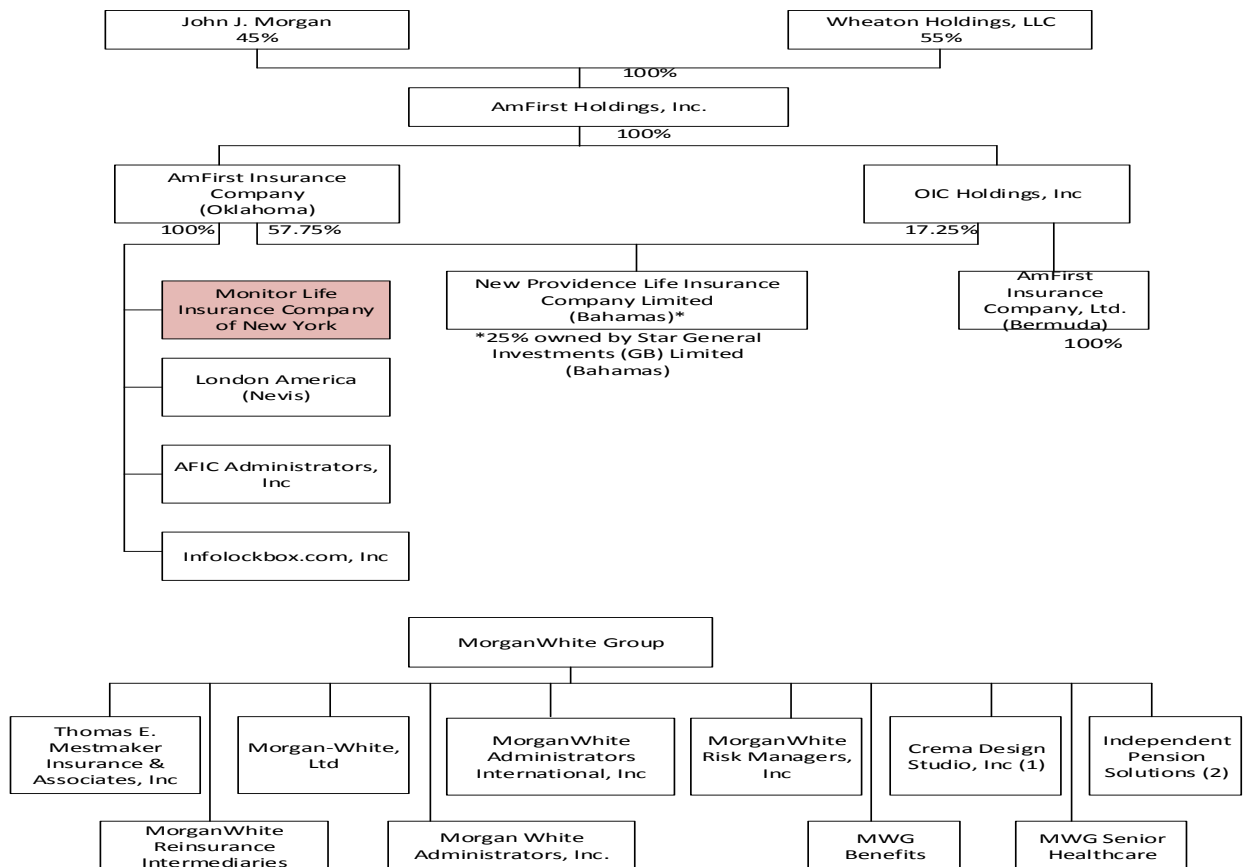 John J. Morgan
45%
Wheaton Holdings, LLC
55%
100%
AmFirst Holdings, Inc.
100%
AmFirst Insurance
Company
(Oklahoma)
OIC Holdings, Inc
100%
57.75%
17.25%
Monitor Life
Insurance Company
of New York
New Providence Life Insurance
Company Limited
(Bahamas)*
AmFirst
Insurance
Company, Ltd.
(Bermuda)
*25% owned by Star General
Investments (GB) Limited
(Bahamas)
100%
London America
(Nevis)
AFIC Administrators,
Inc
Infolockbox.com, Inc
MorganWhite Group
Thomas E.
Mestmaker
Insurance &
Associates, Inc
Morgan-White,
Ltd
MorganWhite
Administrators
International, Inc
MorganWhite
Risk Managers,
Inc
Crema Design
Studio, Inc (1)
Independent
Pension
Solutions (2)
MorganWhite
Reinsurance
Intermediaries
Morgan White
Administrators, Inc.
MWG
Benefits
MWG Senior
Healthcare